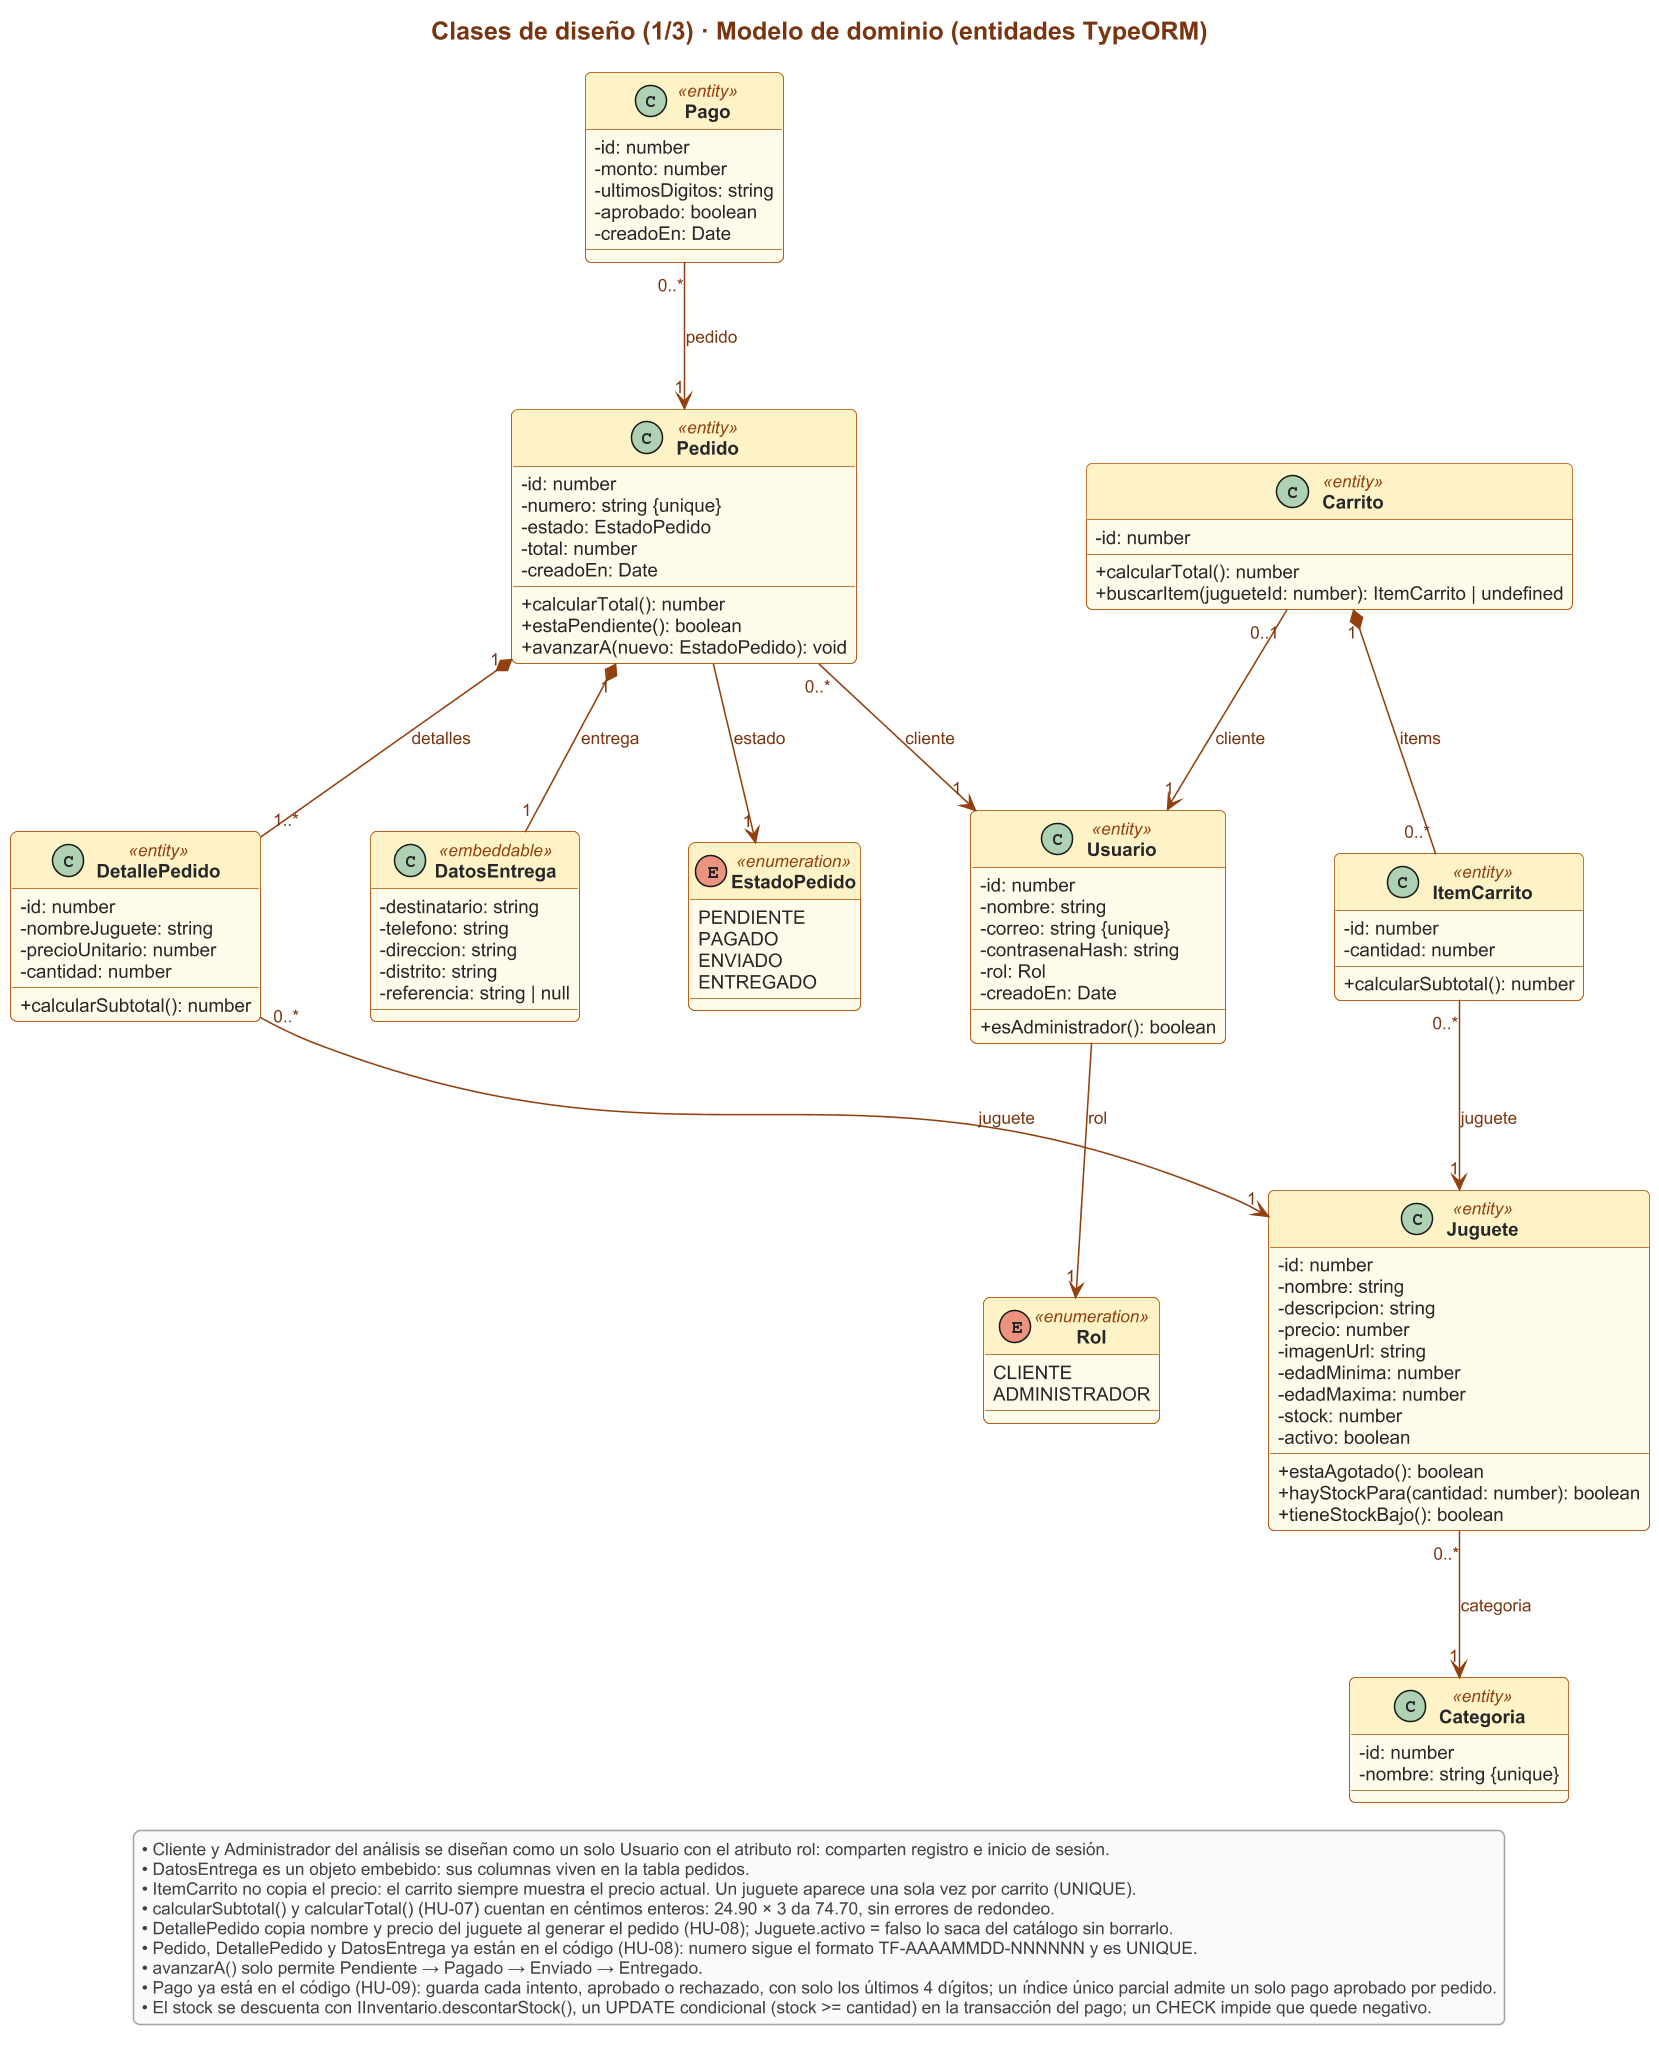 Clases de diseño (1/3) · Modelo de dominio (entidades TypeORM)
C
«entity»
Pago
-id: number
-monto: number
-ultimosDigitos: string
-aprobado: boolean
-creadoEn: Date
0..*
pedido
1
C
«entity»
Pedido
-id: number
-numero: string {unique}
-estado: EstadoPedido
-total: number
-creadoEn: Date
+calcularTotal(): number
+estaPendiente(): boolean
+avanzarA(nuevo: EstadoPedido): void
C
«entity»
Carrito
-id: number
+calcularTotal(): number
+buscarItem(jugueteId: number): ItemCarrito | undefined
1
1
0..*
0..1
1
detalles
entrega
estado
cliente
cliente
items
1..*
1
1
1
1
0..*
C
«entity»
DetallePedido
-id: number
-nombreJuguete: string
-precioUnitario: number
-cantidad: number
+calcularSubtotal(): number
C
«embeddable»
DatosEntrega
-destinatario: string
-telefono: string
-direccion: string
-distrito: string
-referencia: string | null
E
«enumeration»
EstadoPedido
PENDIENTE
PAGADO
ENVIADO
ENTREGADO
C
«entity»
Usuario
-id: number
-nombre: string
-correo: string {unique}
-contrasenaHash: string
-rol: Rol
-creadoEn: Date
+esAdministrador(): boolean
C
«entity»
ItemCarrito
-id: number
-cantidad: number
+calcularSubtotal(): number
0..*
0..*
juguete
rol
juguete
1
1
1
E
«enumeration»
Rol
CLIENTE
ADMINISTRADOR
C
«entity»
Juguete
-id: number
-nombre: string
-descripcion: string
-precio: number
-imagenUrl: string
-edadMinima: number
-edadMaxima: number
-stock: number
-activo: boolean
+estaAgotado(): boolean
+hayStockPara(cantidad: number): boolean
+tieneStockBajo(): boolean
0..*
categoria
1
C
«entity»
Categoria
-id: number
-nombre: string {unique}
• Cliente y Administrador del análisis se diseñan como un solo Usuario con el atributo rol: comparten registro e inicio de sesión.
• DatosEntrega es un objeto embebido: sus columnas viven en la tabla pedidos.
• ItemCarrito no copia el precio: el carrito siempre muestra el precio actual. Un juguete aparece una sola vez por carrito (UNIQUE).
• calcularSubtotal() y calcularTotal() (HU-07) cuentan en céntimos enteros: 24.90 × 3 da 74.70, sin errores de redondeo.
• DetallePedido copia nombre y precio del juguete al generar el pedido (HU-08); Juguete.activo = falso lo saca del catálogo sin borrarlo.
• Pedido, DetallePedido y DatosEntrega ya están en el código (HU-08): numero sigue el formato TF-AAAAMMDD-NNNNNN y es UNIQUE.
• avanzarA() solo permite Pendiente → Pagado → Enviado → Entregado.
• Pago ya está en el código (HU-09): guarda cada intento, aprobado o rechazado, con solo los últimos 4 dígitos; un índice único parcial admite un solo pago aprobado por pedido.
• El stock se descuenta con IInventario.descontarStock(), un UPDATE condicional (stock >= cantidad) en la transacción del pago; un CHECK impide que quede negativo.